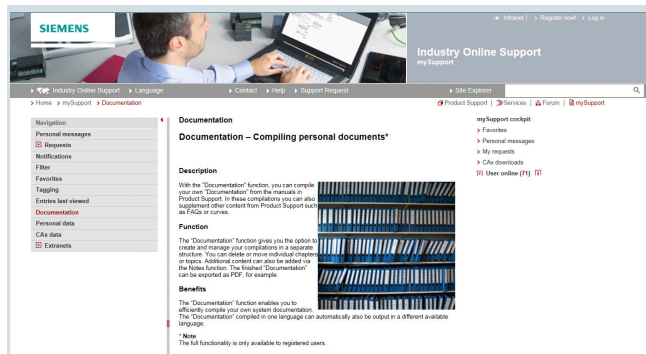 SIEMENS
Intranet | Register now! Log in
Industry Online Support
mySupport
Industry Online Support Language Contact Help Support Request Site Explorer
Home mySupport Documentation Product Support | Services | Forum | mySupport
Navigation
Personal messages
Requests
Notifications
Filter
Favorites
Tagging
Entries last viewed
Documentation
Personal data
CAx data
Extranets
Documentation
Documentation – Compiling personal documents*
Description
With the "Documentation" function, you can compile
your own "Documentation" from the manuals in
Product Support. In these compilations you can also
supplement other content from Product Support such
as FAQs or curves.
Function
The "Documentation" function gives you the option to
create and manage your compilations in a separate
structure. You can delete or move individual chapters
or topics. Additional content can also be added via
the Notes function. The finished "Documentation"
can be exported as PDF, for example.
Benefits
The "Documentation" function enables you to
efficiently compile your own system documentation.
The "Documentation" compiled in one language can automatically also be output in a different available
language.
* Note
The full functionality is only available to registered users.
mySupport cockpit
Favorites
Personal messages
My requests
CAx downloads
User online (71)